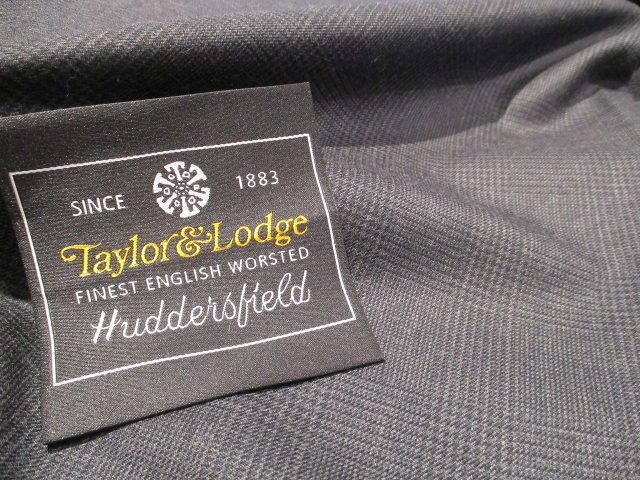 SINCE 1883
Taylor & Lodge
FINEST ENGLISH WORSTED
Huddersfield